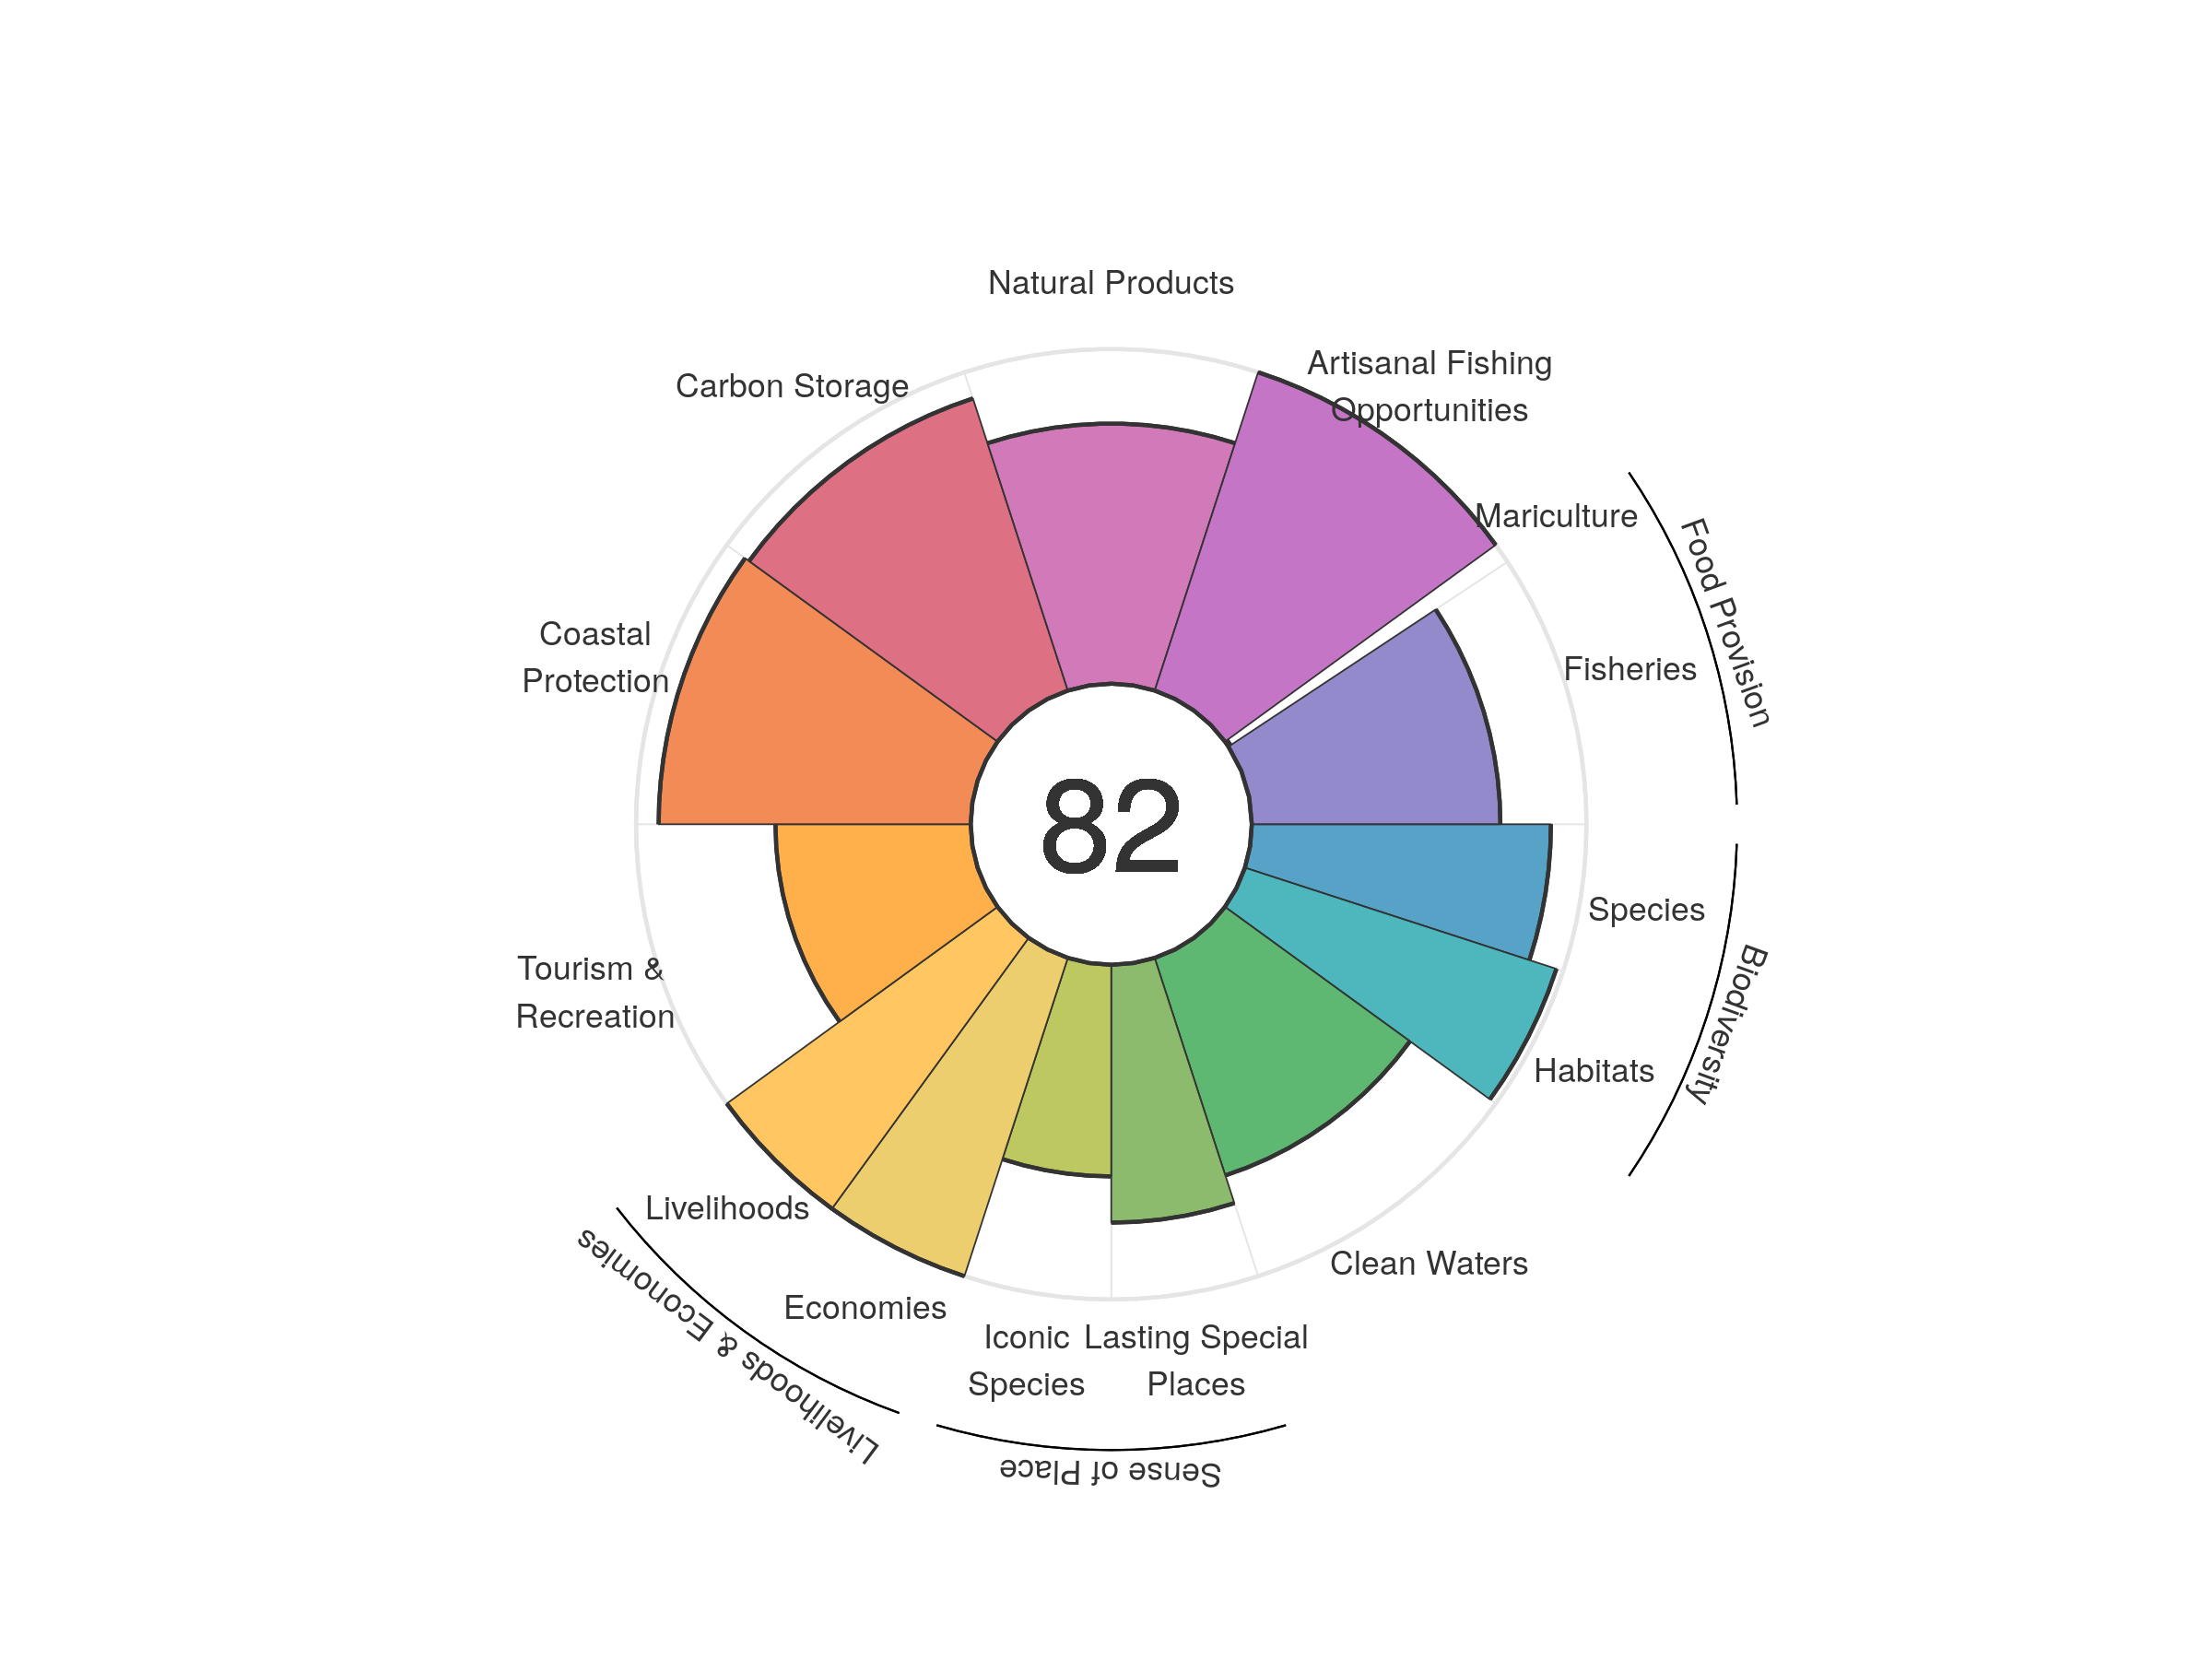 Natural Products
Artisanal Fishing
Opportunities
Carbon Storage
Mariculture
Food Provision
Fisheries
Coastal
Protection
82
Species
Biodiversity
Habitats
Tourism &
Recreation
Livelihoods
Clean Waters
Economies
Livelihoods & Economies
Iconic
Species
Lasting Special
Places
Sense of Place